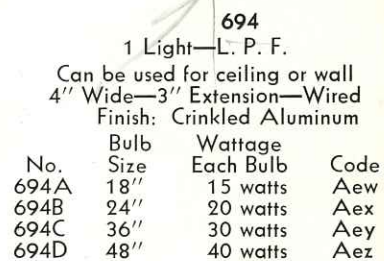 694
1 Light—L. P. F.
Can be used for ceiling or wall
4″ Wide—3″ Extension—Wired
Finish: Crinkled Aluminum
Bulb Wattage
No. Size Each Bulb Code
694A 18″ 15 watts Aew
694B 24″ 20 watts Aex
694C 36″ 30 watts Aey
694D 48″ 40 watts Aez